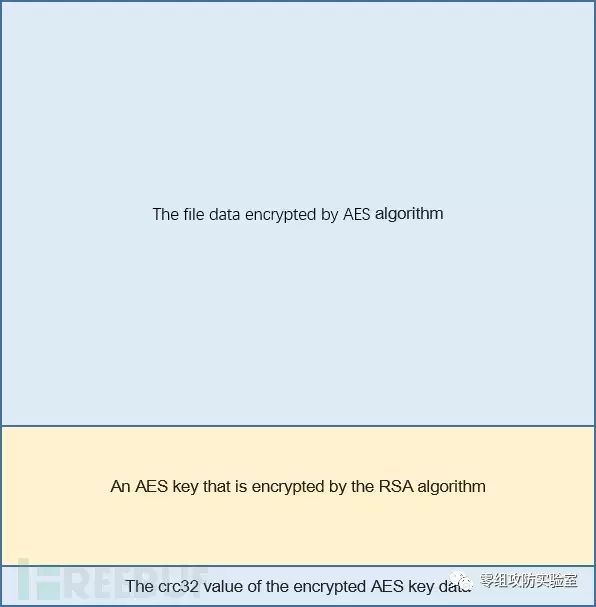 The file data encrypted by AES algorithm
An AES key that is encrypted by the RSA algorithm
FREEBUF
The crc32 value of the encrypted AES key data
零组攻防实验室